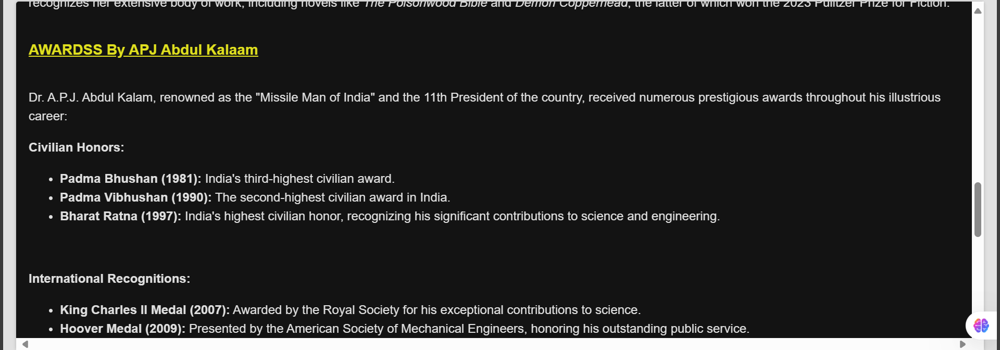 recognizes her extensive body of work, including novels like The Poisonwood Bible and Demon Copperhead, the latter of which won the 2023 Pulitzer Prize for Fiction.
AWARDSS By APJ Abdul Kalaam
Dr. A.P.J. Abdul Kalam, renowned as the "Missile Man of India" and the 11th President of the country, received numerous prestigious awards throughout his illustrious
career:
Civilian Honors:
• Padma Bhushan (1981): India's third-highest civilian award.
• Padma Vibhushan (1990): The second-highest civilian award in India.
• Bharat Ratna (1997): India's highest civilian honor, recognizing his significant contributions to science and engineering.
International Recognitions:
• King Charles II Medal (2007): Awarded by the Royal Society for his exceptional contributions to science.
• Hoover Medal (2009): Presented by the American Society of Mechanical Engineers, honoring his outstanding public service.